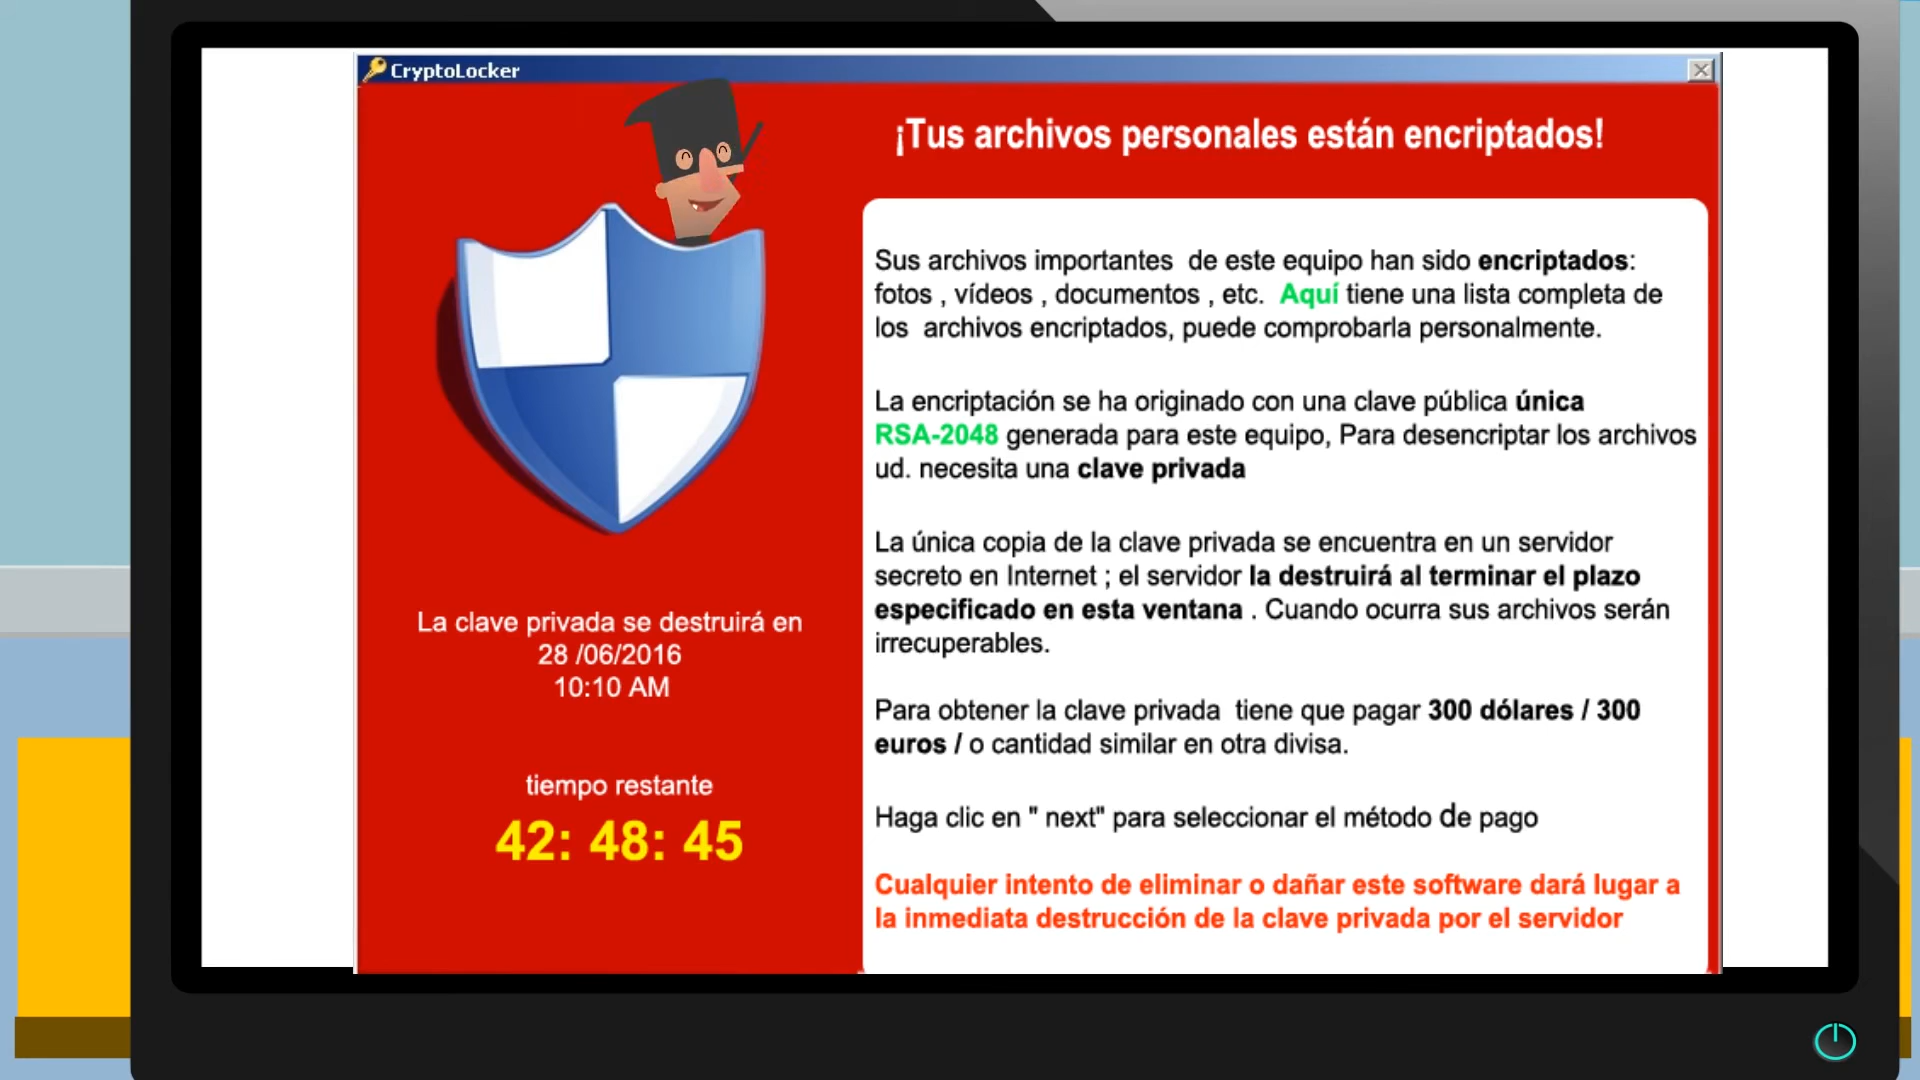 CryptoLocker
¡Tus archivos personales están encriptados!
Sus archivos importantes de este equipo han sido encriptados:
fotos , vídeos , documentos , etc. Aquí tiene una lista completa de
los archivos encriptados, puede comprobarla personalmente.
La encriptación se ha originado con una clave pública única
RSA-2048 generada para este equipo, Para desencriptar los archivos
ud. necesita una clave privada
La única copia de la clave privada se encuentra en un servidor
secreto en Internet ; el servidor la destruirá al terminar el plazo
especificado en esta ventana . Cuando ocurra sus archivos serán
irrecuperables.
Para obtener la clave privada tiene que pagar 300 dólares / 300
euros / o cantidad similar en otra divisa.
Haga clic en " next" para seleccionar el método de pago
Cualquier intento de eliminar o dañar este software dará lugar a
la inmediata destrucción de la clave privada por el servidor
La clave privada se destruirá en
28 /06/2016
10:10 AM
tiempo restante
42: 48: 45